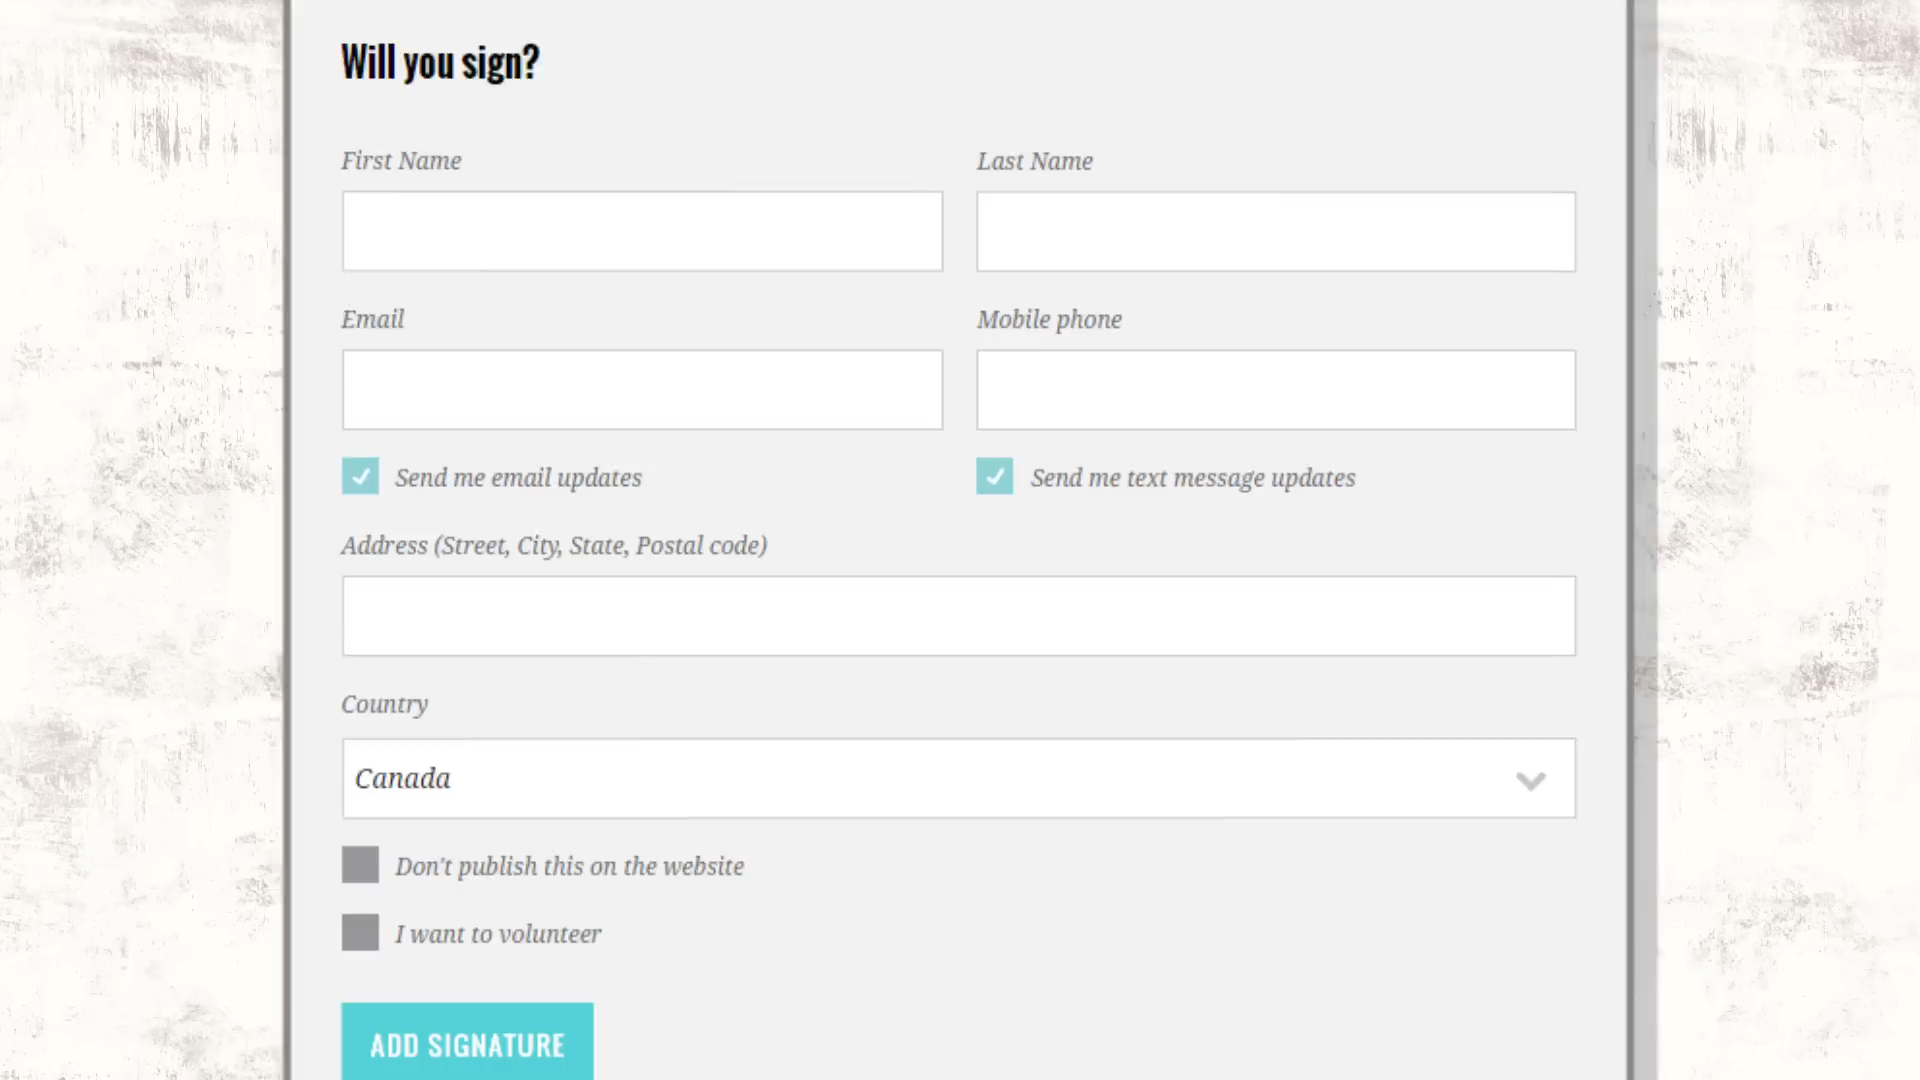 Will you sign?
First Name
Last Name
Email
Mobile phone
Send me email updates
Send me text message updates
Address (Street, City, State, Postal code)
Country
Canada
Don't publish this on the website
I want to volunteer
ADD SIGNATURE